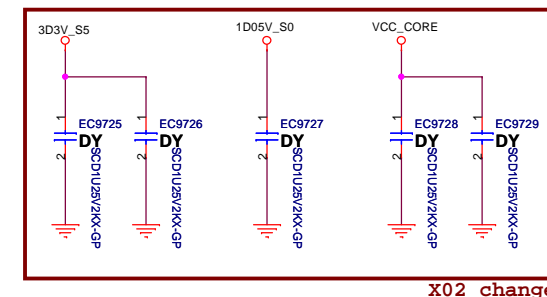 3D3V_S5
1D05V_S0
VCC_CORE
1
EC9725
DY
2
SCD1U25V2KX-GP
1
EC9726
DY
2
SCD1U25V2KX-GP
1
EC9727
DY
2
SCD1U25V2KX-GP
1
EC9728
DY
2
SCD1U25V2KX-GP
1
EC9729
DY
2
SCD1U25V2KX-GP
X02 change